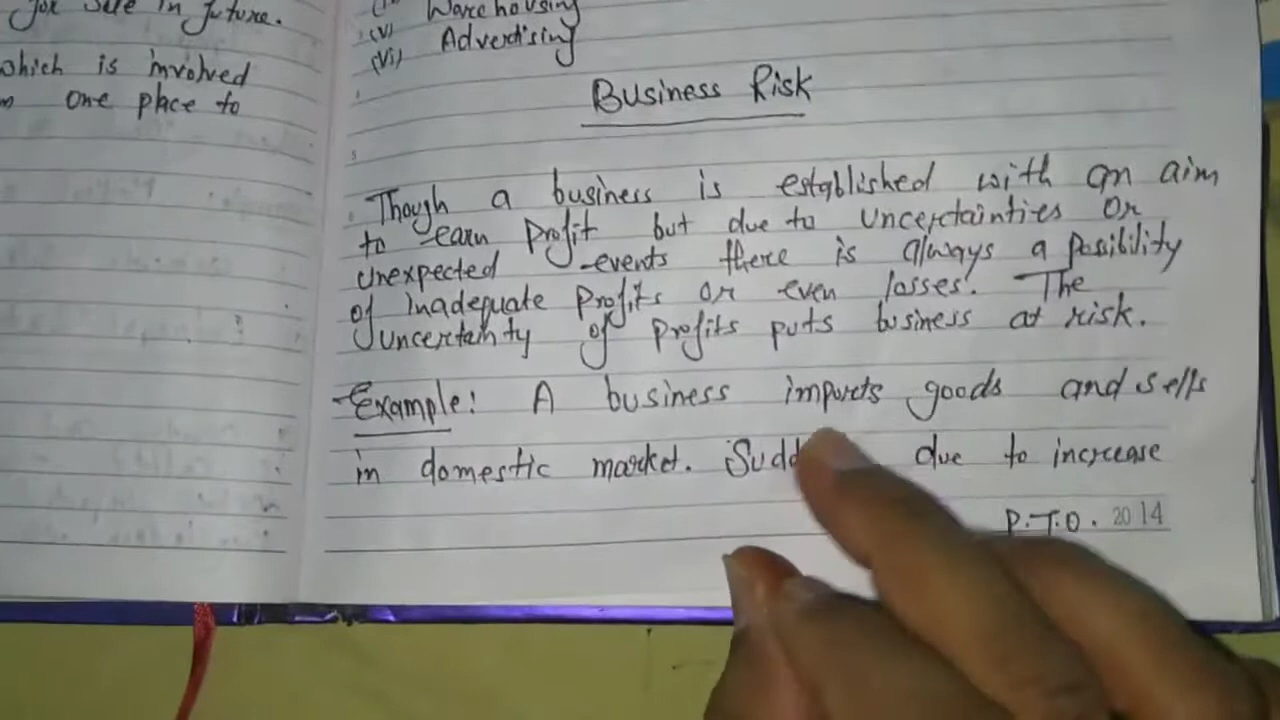 for sale in future.
which is involved
one place to
Warehousing
(v)
(vi) Advertising
Business Risk
Though a business is established with an aim
to earn Profit but due to uncertainties or
unexpected events there is always a possibility
of inadequate profits or even losses. The
uncertainty of profits puts business at risk.
Example: A business imports goods and sells
in domestic market. due to increase
P.T.O. 2014